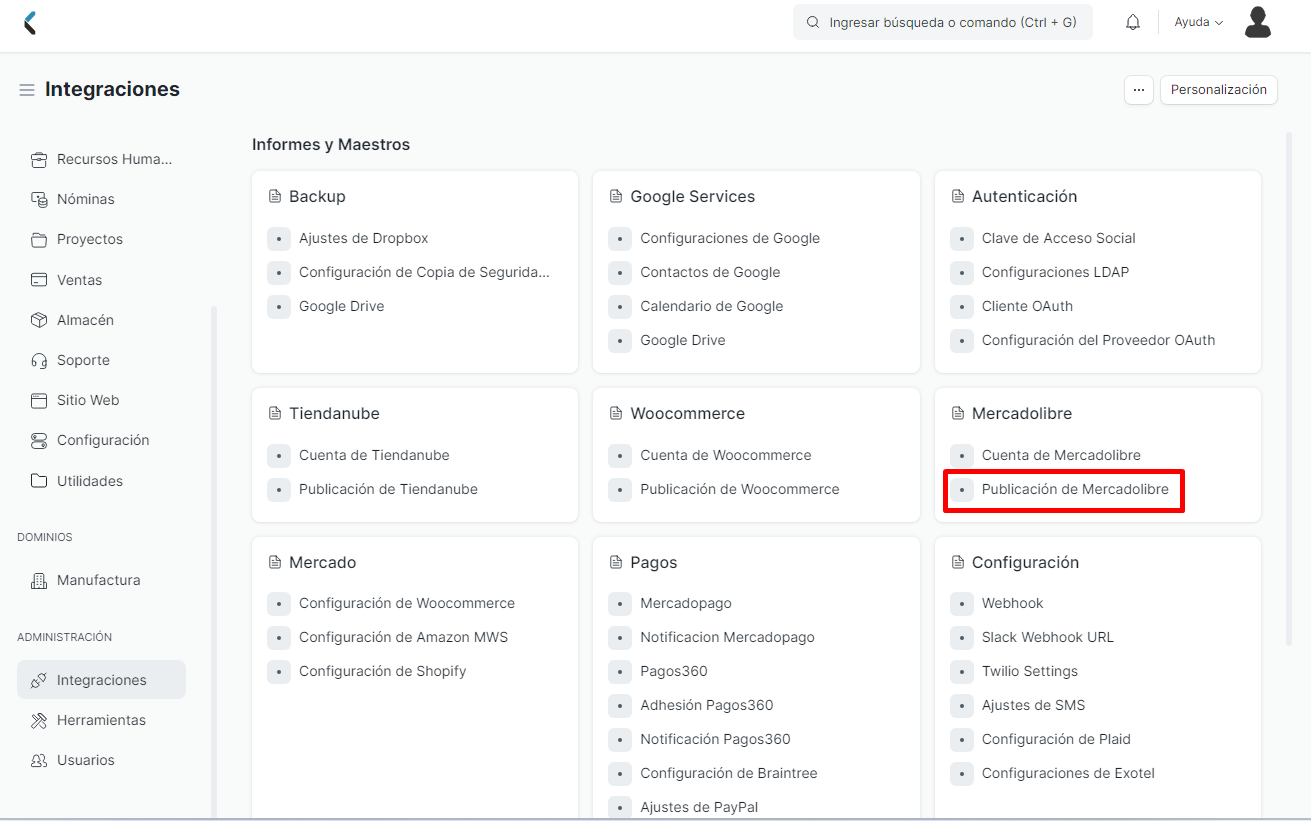 Ingresar búsqueda o comando (Ctrl + G)
Ayuda
Integraciones
...
Personalización
Recursos Huma...
Nóminas
Proyectos
Ventas
Almacén
Soporte
Sitio Web
Configuración
Utilidades
DOMINIOS
Manufactura
ADMINISTRACIÓN
Integraciones
Herramientas
Usuarios
Informes y Maestros
Backup
Ajustes de Dropbox
Configuración de Copia de Segurida...
Google Drive
Google Services
Configuraciones de Google
Contactos de Google
Calendario de Google
Google Drive
Autenticación
Clave de Acceso Social
Configuraciones LDAP
Cliente OAuth
Configuración del Proveedor OAuth
Tiendanube
Cuenta de Tiendanube
Publicación de Tiendanube
Woocommerce
Cuenta de Woocommerce
Publicación de Woocommerce
Mercadolibre
Cuenta de Mercadolibre
Publicación de Mercadolibre
Mercado
Configuración de Woocommerce
Configuración de Amazon MWS
Configuración de Shopify
Pagos
Mercadopago
Notificacion Mercadopago
Pagos360
Adhesión Pagos360
Notificación Pagos360
Configuración de Braintree
Ajustes de PayPal
Configuración
Webhook
Slack Webhook URL
Twilio Settings
Ajustes de SMS
Configuración de Plaid
Configuraciones de Exotel